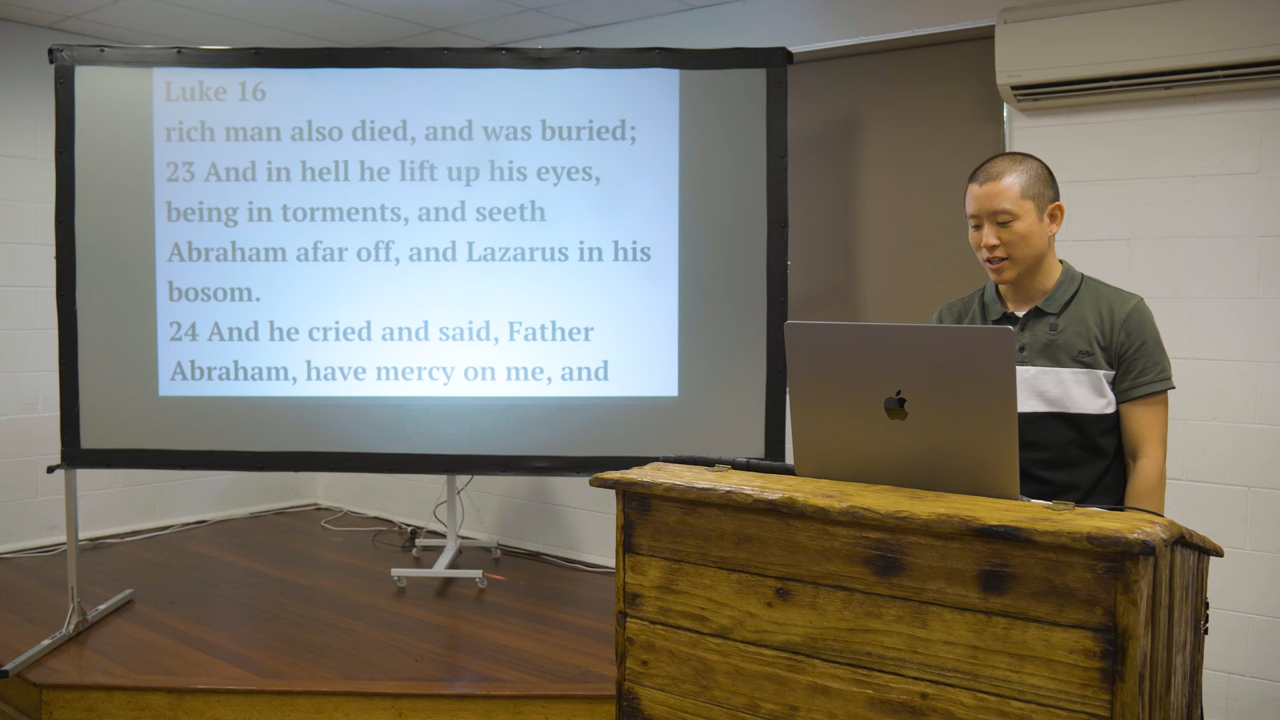 Luke 16
rich man also died, and was buried;
23 And in hell he lift up his eyes,
being in torments, and seeth
Abraham afar off, and Lazarus in his
bosom.
24 And he cried and said, Father
Abraham, have mercy on me, and